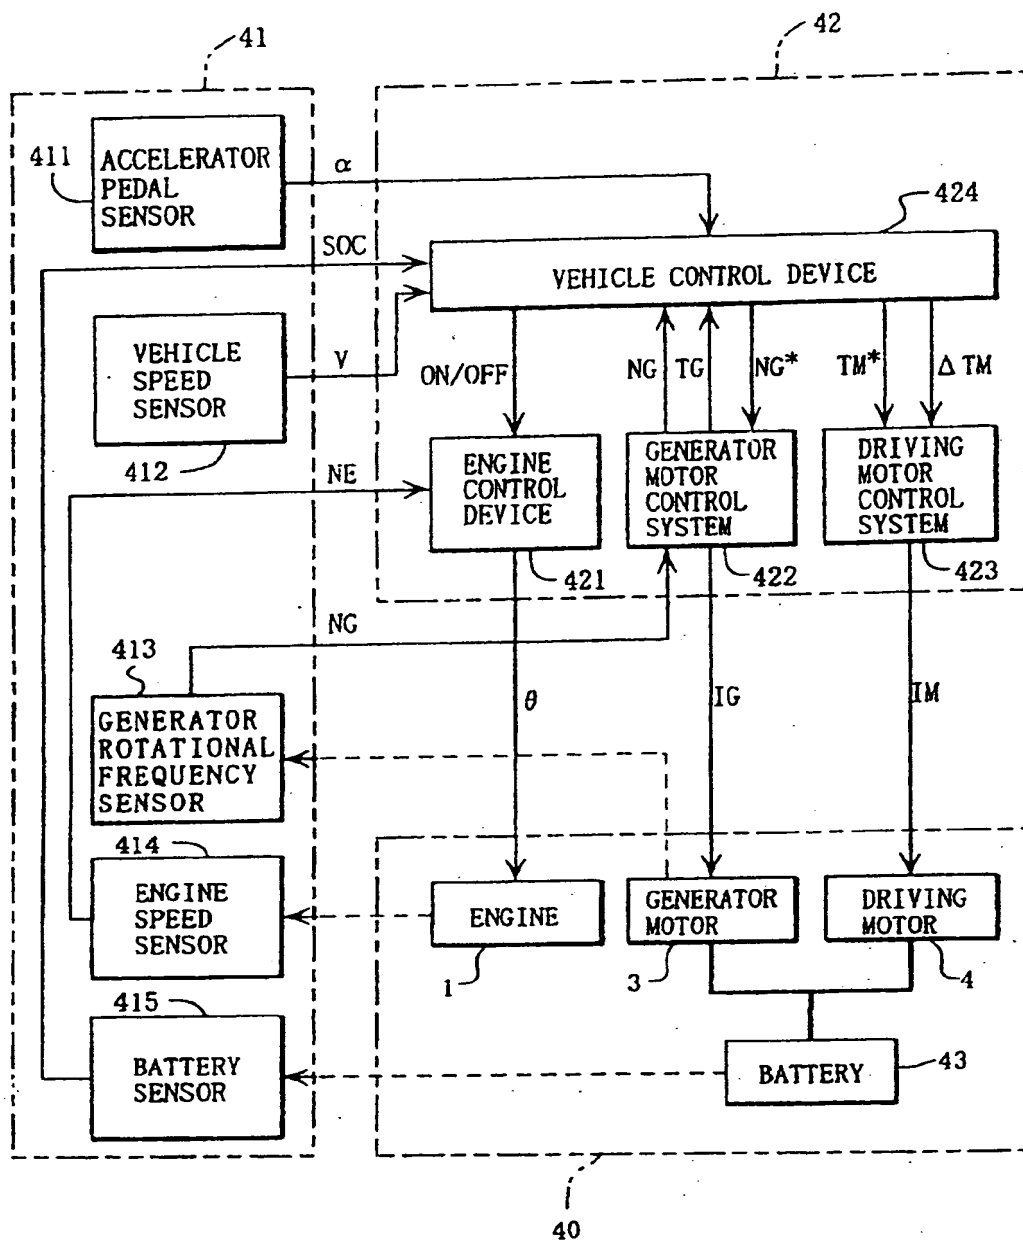 41
42
411
ACCELERATOR
PEDAL
SENSOR
α
424
SOC
VEHICLE CONTROL DEVICE
VEHICLE
SPEED
SENSOR
V
412
ON/OFF
NG
TG
NG*
TM*
Δ TM
NE
ENGINE
CONTROL
DEVICE
421
GENERATOR
MOTOR
CONTROL
SYSTEM
422
DRIVING
MOTOR
CONTROL
SYSTEM
423
NG
413
GENERATOR
ROTATIONAL
FREQUENCY
SENSOR
θ
IG
IM
414
ENGINE
SPEED
SENSOR
ENGINE
1
GENERATOR
MOTOR
3
DRIVING
MOTOR
4
415
BATTERY
SENSOR
BATTERY
43
40